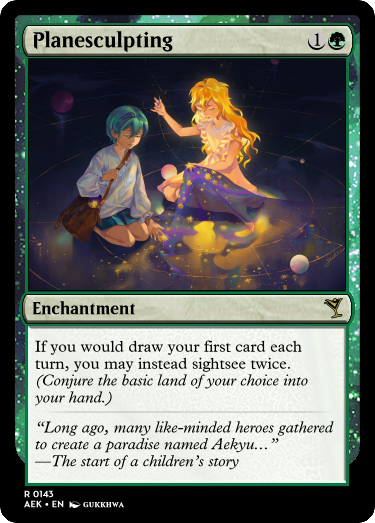 Planesculpting 1
Enchantment
If you would draw your first card each
turn, you may instead sightsee twice.
(Conjure the basic land of your choice into
your hand.)
“Long ago, many like-minded heroes gathered
to create a paradise named Aekyu…”
—The start of a children’s story
R 0143
AEK • EN GUKKHWA